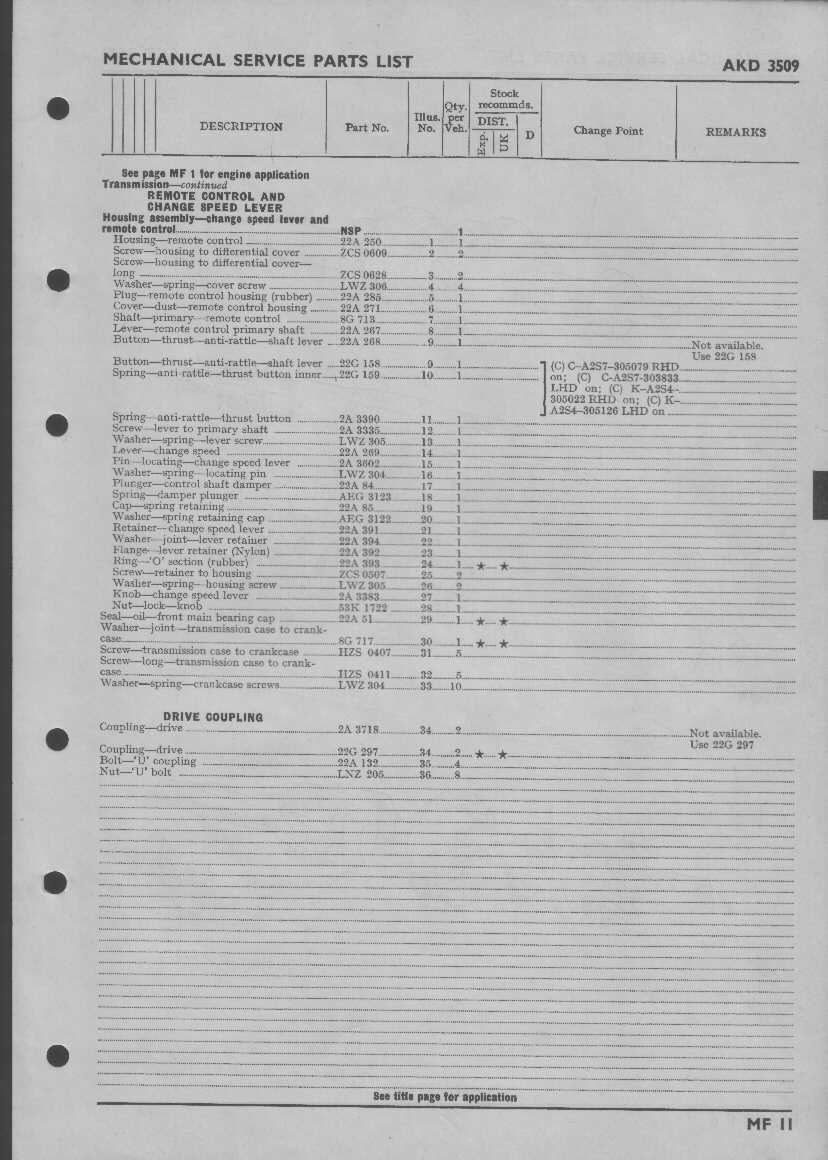 MECHANICAL SERVICE PARTS LIST
AKD 3509
DESCRIPTION Part No. Illus. No. Qty. per Veh. Stock recommds. DIST. Exp. UK D Change Point REMARKS
See page MF 1 for engine application
Transmission—continued
REMOTE CONTROL AND
CHANGE SPEED LEVER
Housing assembly—change speed lever and
remote control NSP 1
Housing—remote control 22A 250 1 1
Screw—housing to differential cover ZCS 0609 2 2
Screw—housing to differential cover—
long ZCS 0628 3 2
Washer—spring—cover screw LWZ 306 4 4
Plug—remote control housing (rubber) 22A 285 5 1
Cover—dust—remote control housing 22A 271 6 1
Shaft—primary—remote control 8G 713 7 1
Lever—remote control primary shaft 22A 267 8 1
Button—thrust—anti-rattle—shaft lever 22A 268 9 1 Not available.
Use 22G 158
Button—thrust—anti-rattle—shaft lever 22G 158 9 1 (C) C-A2S7-305079 RHD
Spring—anti-rattle—thrust button inner 22G 159 10 1 on; (C) C-A2S7-303833
LHD on; (C) K-A2S4-
305022 RHD on; (C) K-
A2S4-305126 LHD on
Spring—anti-rattle—thrust button 2A 3390 11 1
Screw—lever to primary shaft 2A 3335 12 1
Washer—spring—lever screw LWZ 305 13 1
Lever—change speed 22A 269 14 1
Pin—locating—change speed lever 2A 3602 15 1
Washer—spring—locating pin LWZ 304 16 1
Plunger—control shaft damper 22A 84 17 1
Spring—damper plunger AEG 3123 18 1
Cap—spring retaining 22A 85 19 1
Washer—spring retaining cap AEG 3122 20 1
Retainer—change speed lever 22A 391 21 1
Washer—joint—lever retainer 22A 394 22 1
Flange—lever retainer (Nylon) 22A 392 23 1
Ring—'O' section (rubber) 22A 393 24 1 ★ ★
Screw—retainer to housing ZCS 0507 25 2
Washer—spring—housing screw LWZ 305 26 2
Knob—change speed lever 2A 3383 27 1
Nut—lock—knob 53K 1722 28 1
Seal—oil—front main bearing cap 22A 51 29 1 ★ ★
Washer—joint—transmission case to crank-
case 8G 717 30 1 ★ ★
Screw—transmission case to crankcase HZS 0407 31 5
Screw—long—transmission case to crank-
case HZS 0411 32 5
Washer—spring—crankcase screws LWZ 304 33 10
DRIVE COUPLING
Coupling—drive 2A 3718 34 2 Not available.
Use 22G 297
Coupling—drive 22G 297 34 2 ★ ★
Bolt—'U' coupling 22A 132 35 4
Nut—'U' bolt LNZ 205 36 8
See title page for application
MF 11